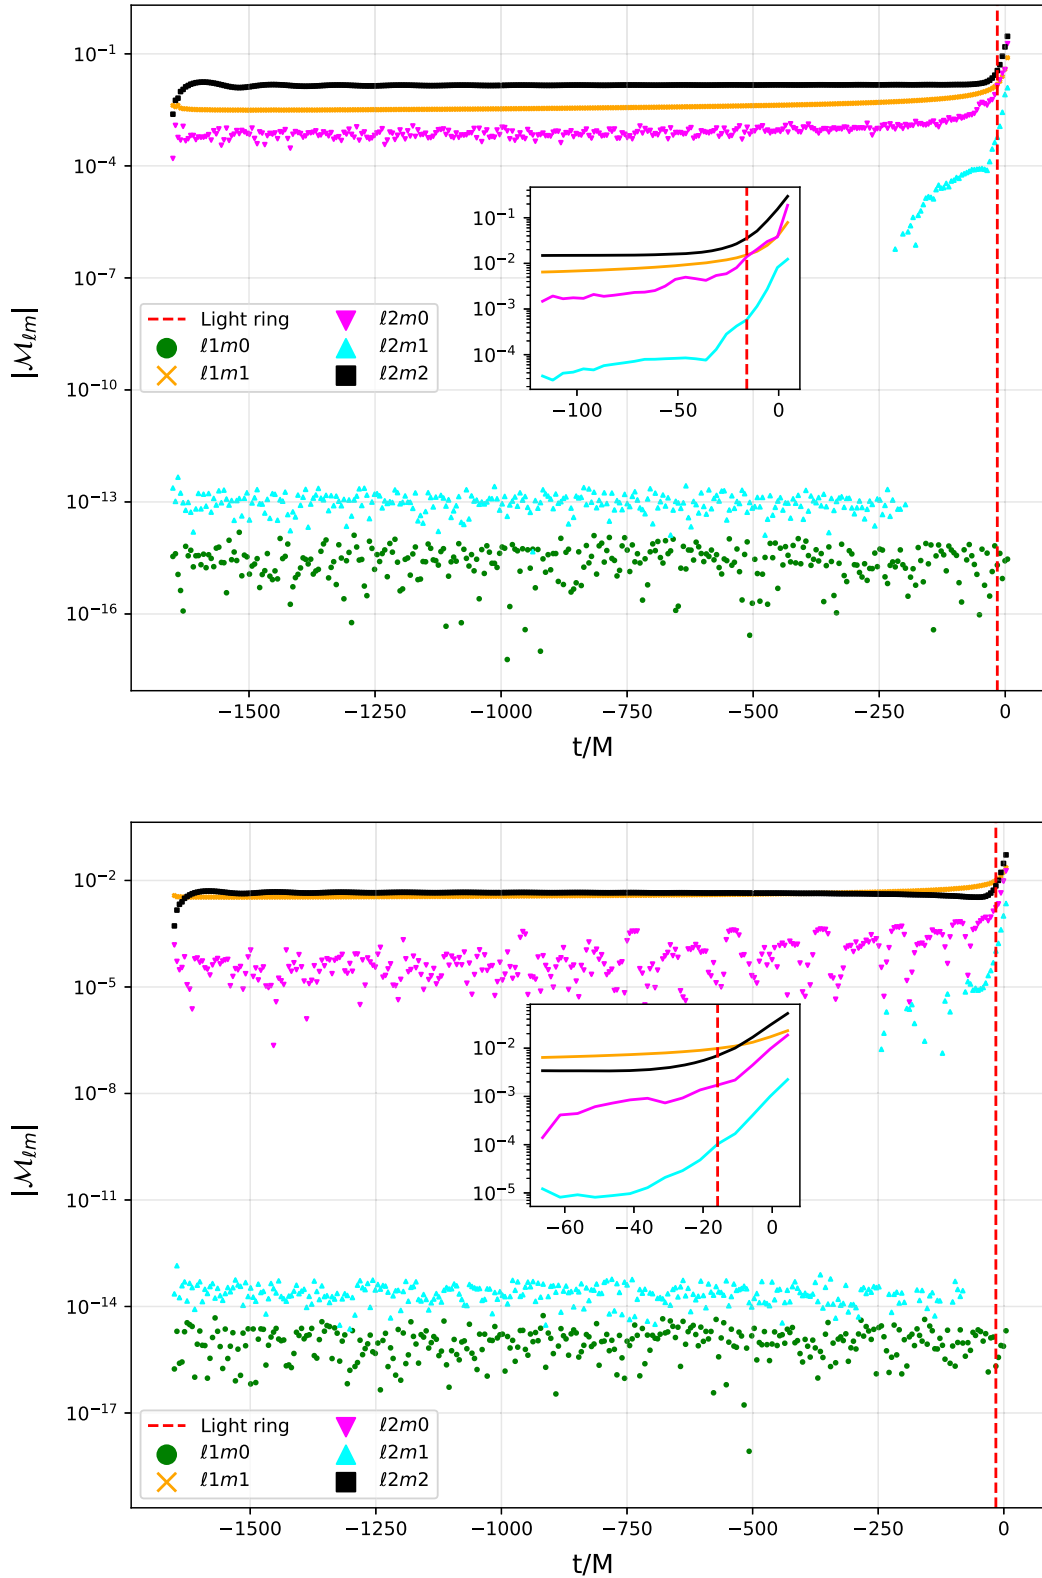 10⁻¹
10⁻⁴
10⁻⁷
10⁻¹⁰
10⁻¹³
10⁻¹⁶
|ℳℓm|
Light ring
ℓ1m0
ℓ1m1
ℓ2m0
ℓ2m1
ℓ2m2
10⁻¹
10⁻²
10⁻³
10⁻⁴
−100 −50 0
−1500 −1250 −1000 −750 −500 −250 0
t/M
10⁻²
10⁻⁵
10⁻⁸
10⁻¹¹
10⁻¹⁴
10⁻¹⁷
|ℳℓm|
10⁻²
10⁻³
10⁻⁴
10⁻⁵
−60 −40 −20 0
Light ring
ℓ1m0
ℓ1m1
ℓ2m0
ℓ2m1
ℓ2m2
−1500 −1250 −1000 −750 −500 −250 0
t/M